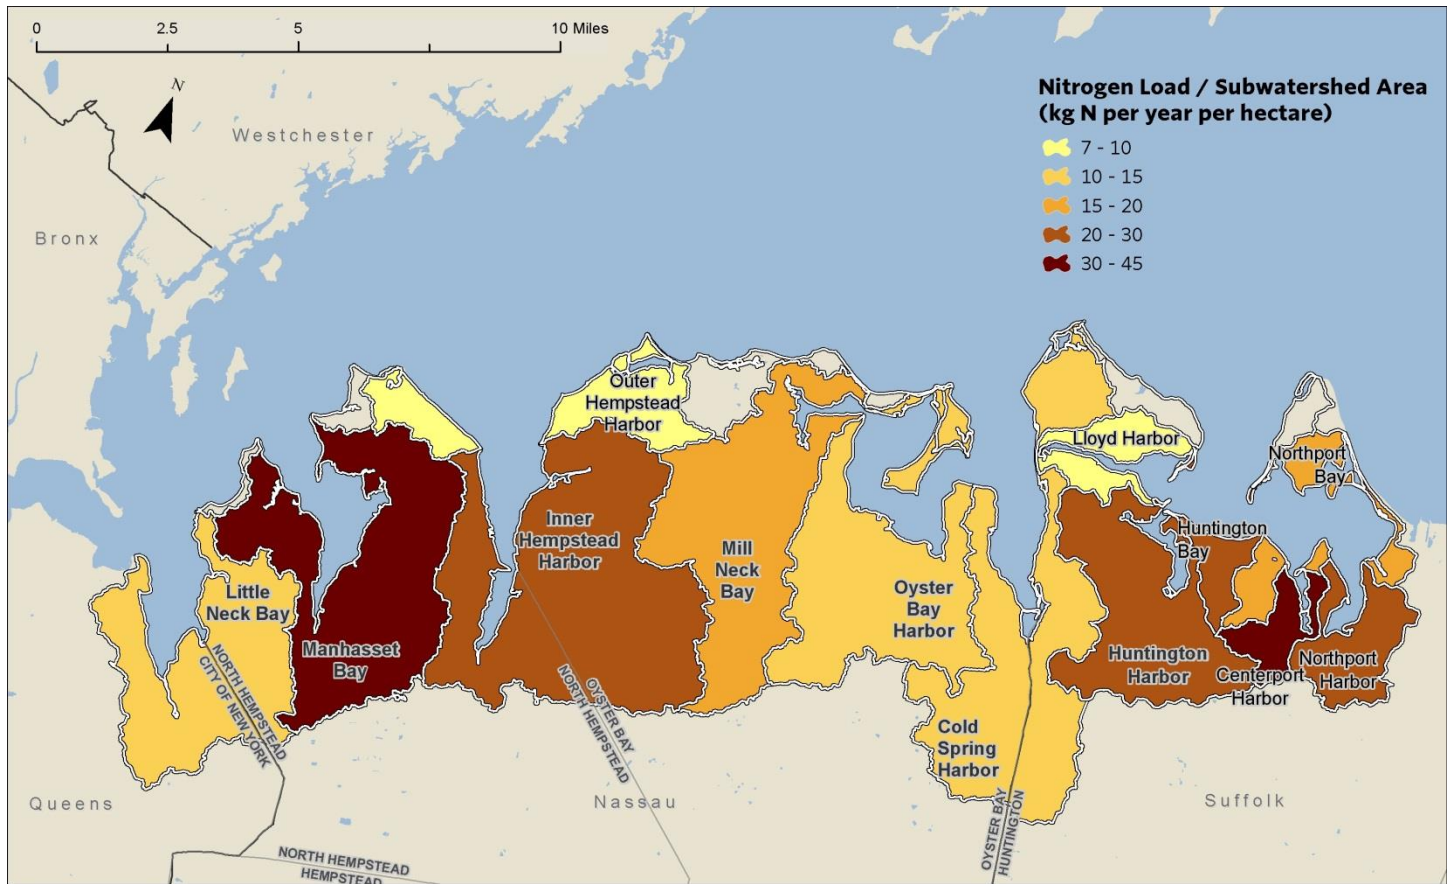 0 2.5 5 10 Miles
N
Westchester
Bronx
Nitrogen Load / Subwatershed Area
(kg N per year per hectare)
7 - 10
10 - 15
15 - 20
20 - 30
30 - 45
Outer
Hempstead
Harbor
Lloyd Harbor
Northport
Bay
Inner
Hempstead
Harbor
Huntington
Bay
Mill
Neck
Bay
Little
Neck Bay
Oyster
Bay
Harbor
Manhasset
Bay
Huntington
Harbor
Centerport
Harbor
Northport
Harbor
NORTH HEMPSTEAD
CITY OF NEW YORK
OYSTER BAY
NORTH HEMPSTEAD
Cold
Spring
Harbor
Queens
Nassau
Suffolk
OYSTER BAY
HUNTINGTON
NORTH HEMPSTEAD
HEMPSTEAD